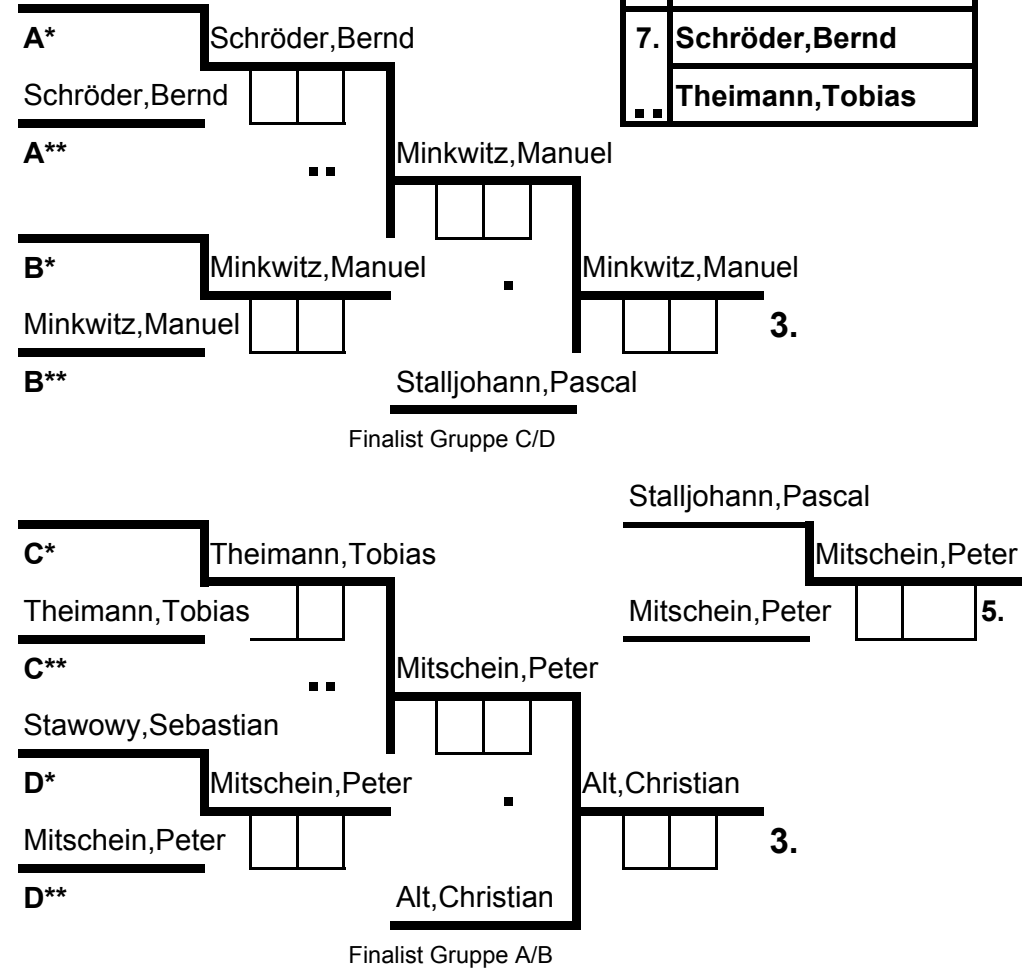 A* Schröder,Bernd 7. Schröder,Bernd
Schröder,Bernd .. Theimann,Tobias
A** .. Minkwitz,Manuel
B* Minkwitz,Manuel . Minkwitz,Manuel
Minkwitz,Manuel 3.
B** Stalljohann,Pascal
Finalist Gruppe C/D
Stalljohann,Pascal
C* Theimann,Tobias Mitschein,Peter
Theimann,Tobias Mitschein,Peter 5.
C** .. Mitschein,Peter
Stawowy,Sebastian
D* Mitschein,Peter . Alt,Christian
Mitschein,Peter 3.
D** Alt,Christian
Finalist Gruppe A/B